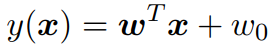 y(𝒙) = 𝒘ᵀ𝒙 + w₀